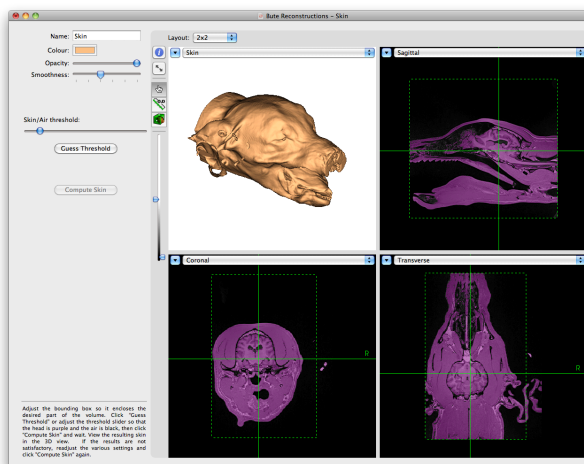 Bute Reconstructions – Skin
Name: Skin
Colour:
Opacity:
Smoothness:
Skin/Air threshold:
Guess Threshold
Compute Skin
Adjust the bounding box so it encloses the
desired part of the volume. Click "Guess
Threshold" or adjust the threshold slider so that
the head is purple and the air is black, then click
"Compute Skin" and wait. View the resulting skin
in the 3D view. If the results are not
satisfactory, readjust the various settings and
click "Compute Skin" again.
Layout: 2x2
Skin
Sagittal
Coronal
R
Transverse
R